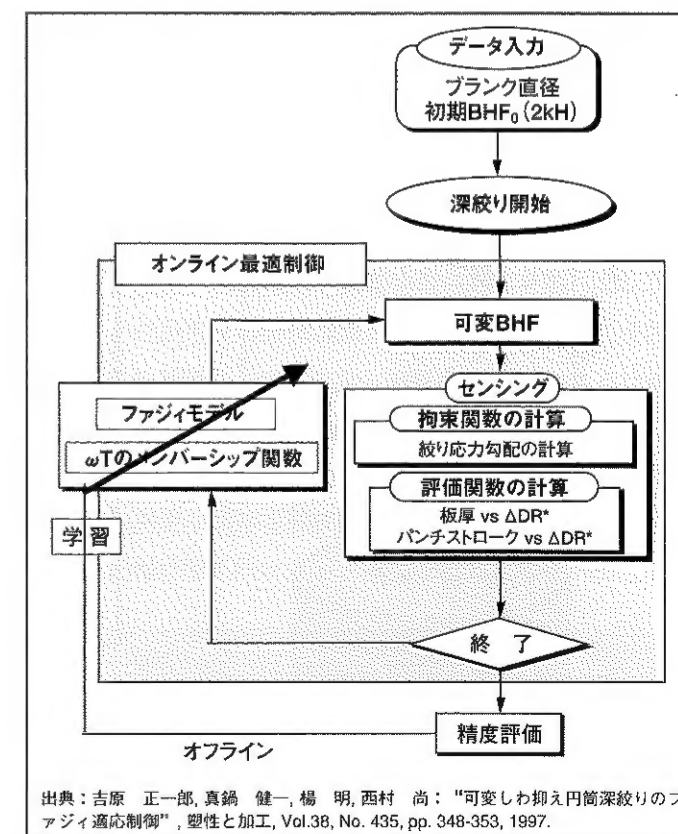 データ入力
ブランク直径
初期BHF₀(2kH)
深絞り開始
オンライン最適制御
可変BHF
センシング
ファジィモデル
拘束関数の計算
ωTのメンバーシップ関数
絞り応力勾配の計算
評価関数の計算
板厚 vs ΔDR*
パンチストローク vs ΔDR*
学習
終了
精度評価
オフライン
出典:吉原 正一郎, 真鍋 健一, 楊 明, 西村 尚: "可変しわ抑え円筒深絞りのフ
ァジィ適応制御", 塑性と加工, Vol.38, No. 435, pp. 348-353, 1997.